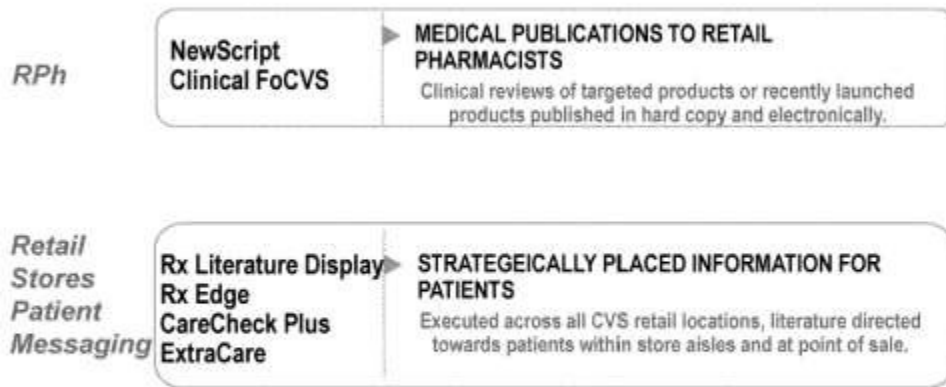 RPh
NewScript
Clinical FoCVS
MEDICAL PUBLICATIONS TO RETAIL
PHARMACISTS
Clinical reviews of targeted products or recently launched
products published in hard copy and electronically.
Retail
Stores
Patient
Messaging
Rx Literature Display
Rx Edge
CareCheck Plus
ExtraCare
STRATEGEICALLY PLACED INFORMATION FOR
PATIENTS
Executed across all CVS retail locations, literature directed
towards patients within store aisles and at point of sale.